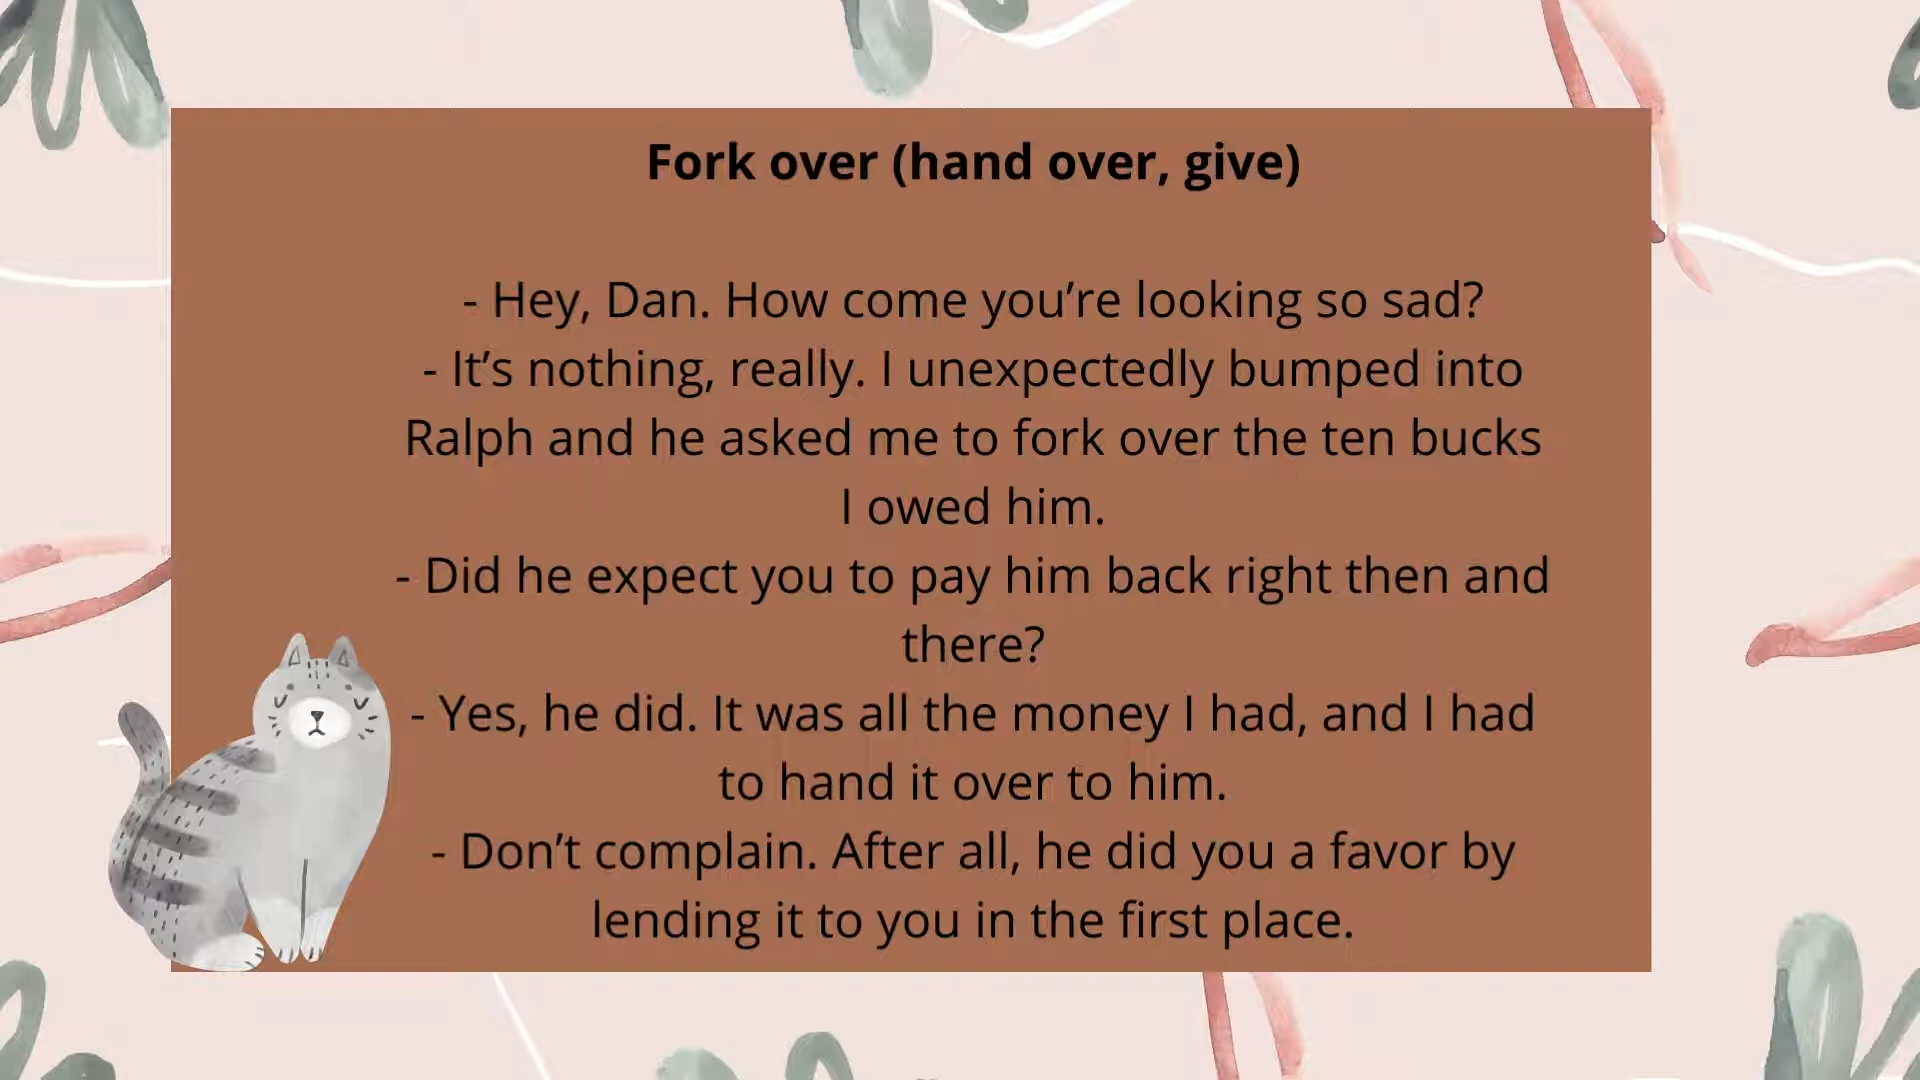 Fork over (hand over, give)
- Hey, Dan. How come you’re looking so sad?
- It’s nothing, really. I unexpectedly bumped into
Ralph and he asked me to fork over the ten bucks
I owed him.
- Did he expect you to pay him back right then and
there?
- Yes, he did. It was all the money I had, and I had
to hand it over to him.
- Don’t complain. After all, he did you a favor by
lending it to you in the first place.